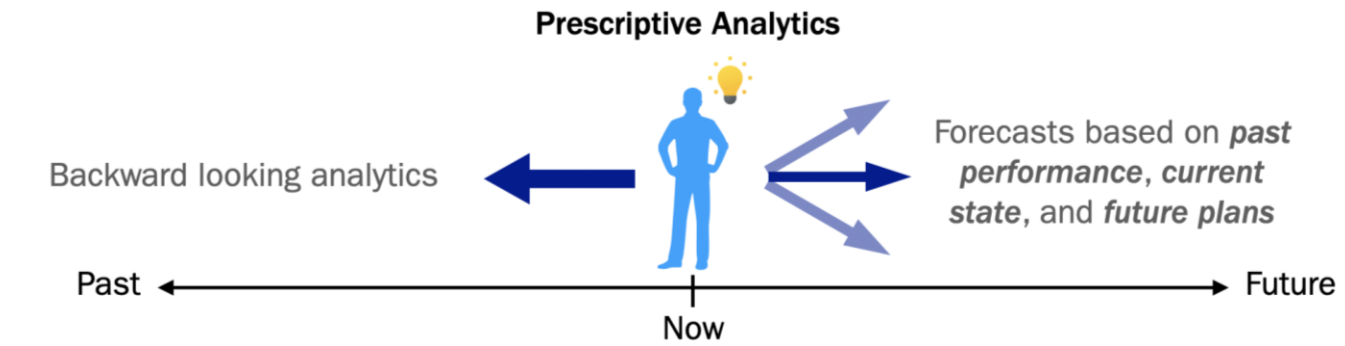 Prescriptive Analytics
Backward looking analytics
Forecasts based on past
performance, current
state, and future plans
Past
Future
Now